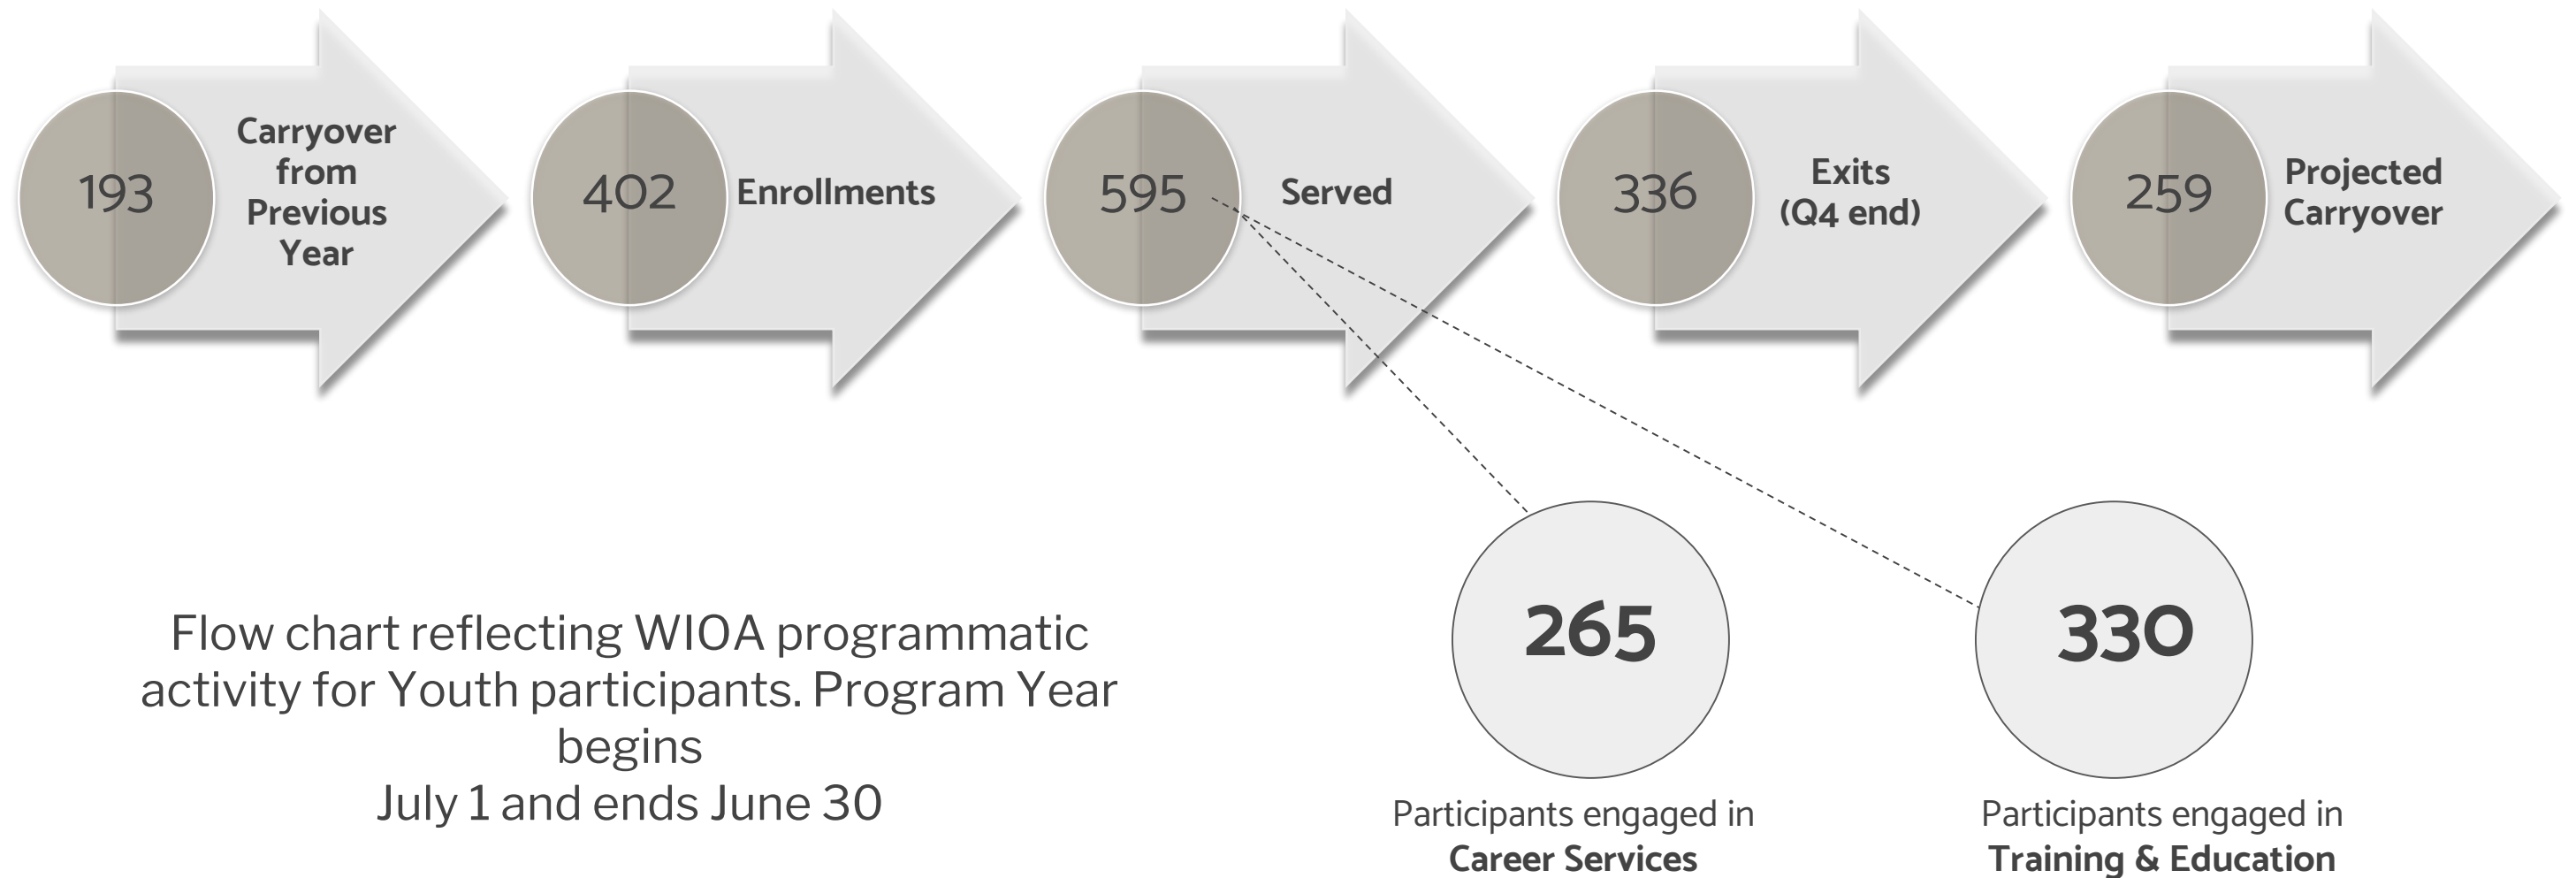 193
Carryover
from
Previous
Year
402
Enrollments
595
Served
336
Exits
(Q4 end)
259
Projected
Carryover
Flow chart reflecting WIOA programmatic
activity for Youth participants. Program Year
begins
July 1 and ends June 30
265
Participants engaged in
Career Services
330
Participants engaged in
Training & Education